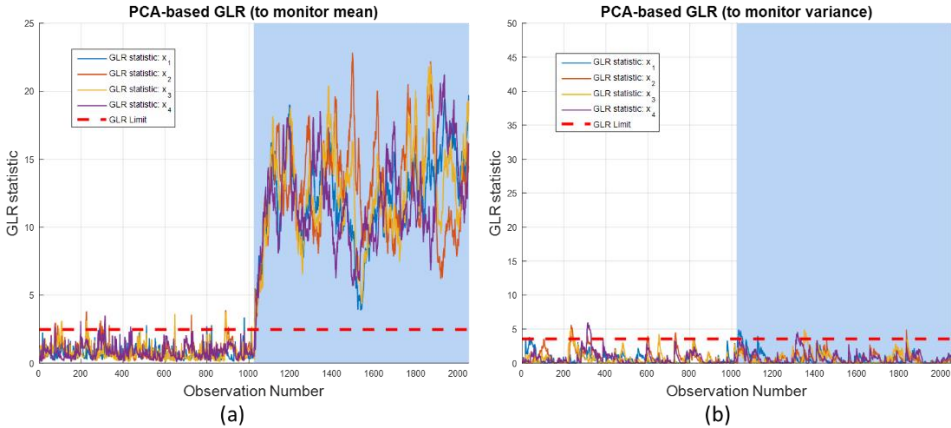 PCA-based GLR (to monitor mean)
25
20
15
10
5
0
GLR statistic
GLR statistic: x1
GLR statistic: x2
GLR statistic: x3
GLR statistic: x4
GLR Limit
0 200 400 600 800 1000 1200 1400 1600 1800 2000
Observation Number
(a)
PCA-based GLR (to monitor variance)
50
45
40
35
30
25
20
15
10
5
0
GLR statistic
GLR statistic: x1
GLR statistic: x2
GLR statistic: x3
GLR statistic: x4
GLR Limit
0 200 400 600 800 1000 1200 1400 1600 1800 2000
Observation Number
(b)